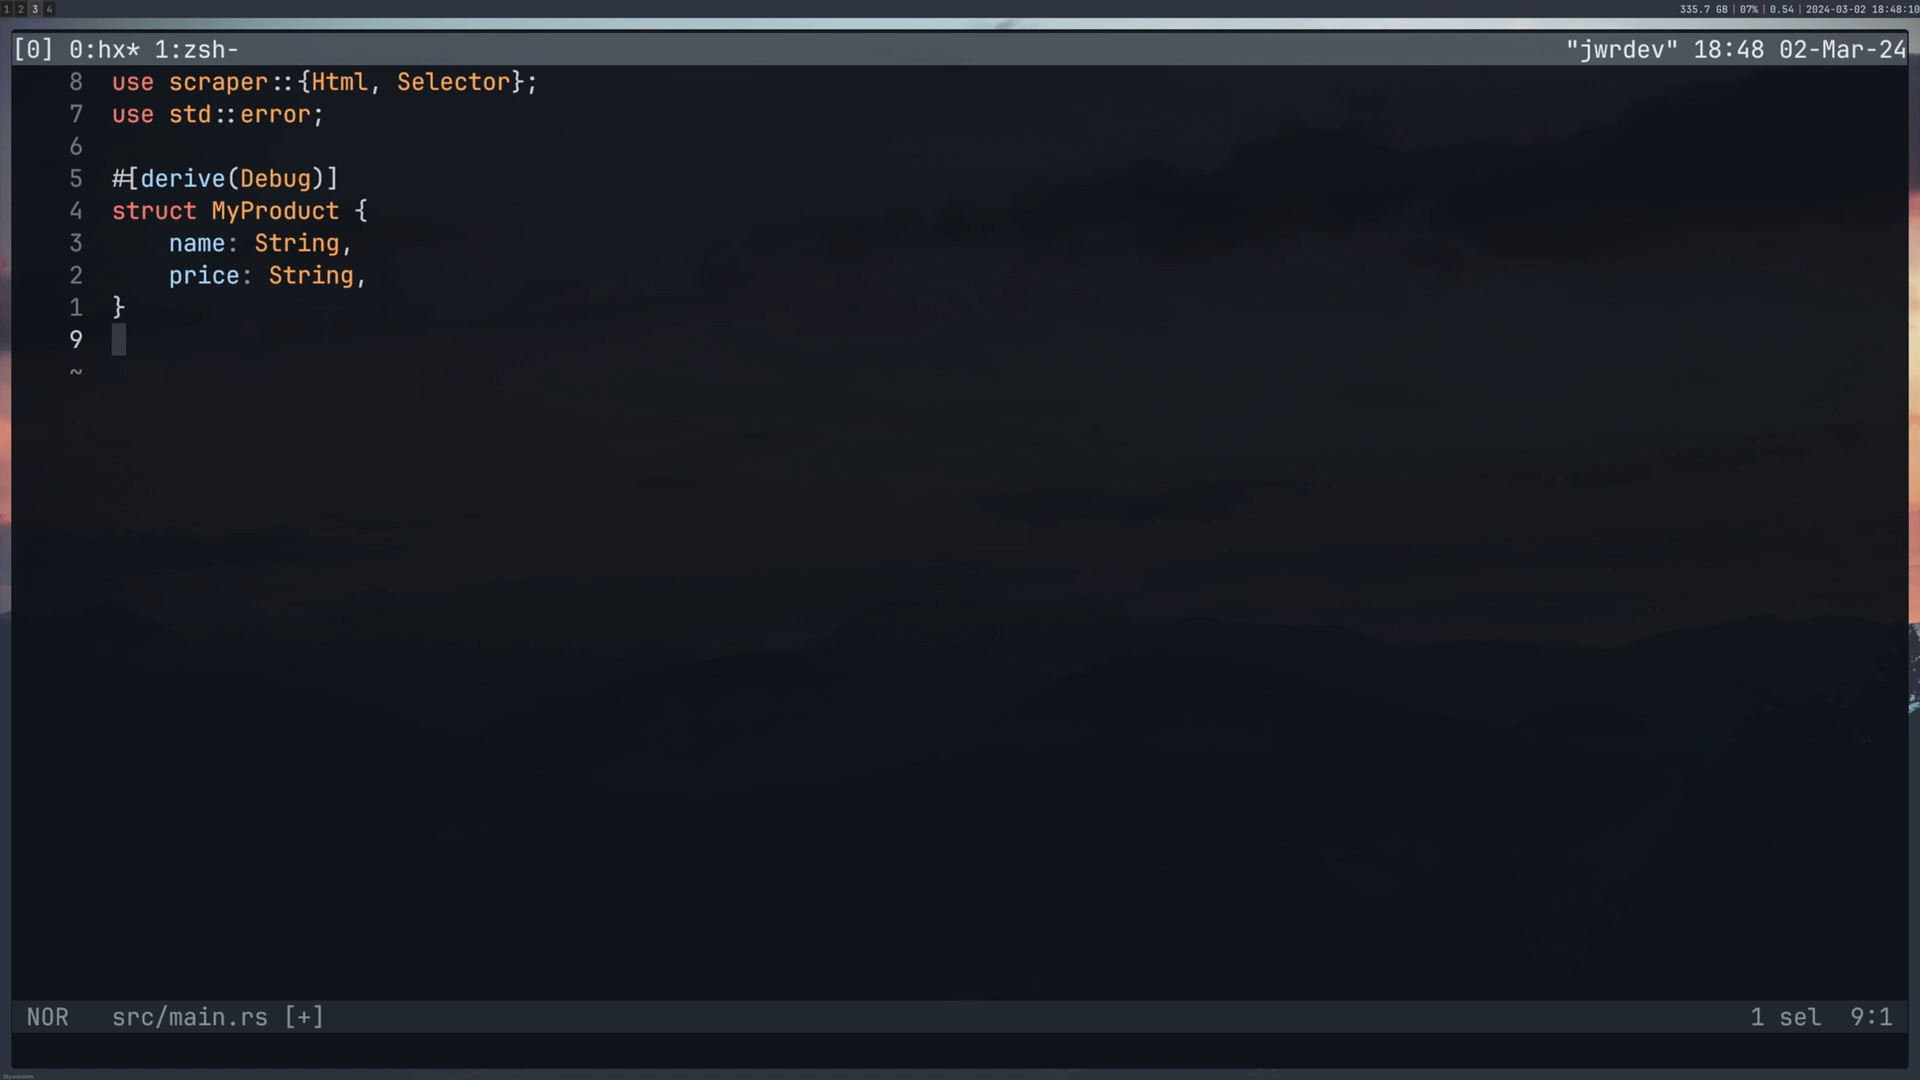 1 2 3 4
335.7 GB | 07% | 0.54 | 2024-03-02 18:48:10
[0] 0:hx* 1:zsh-
"jwrdev" 18:48 02-Mar-24
8 use scraper::{Html, Selector};
7 use std::error;
6
5 #[derive(Debug)]
4 struct MyProduct {
3     name: String,
2     price: String,
1 }
9
~
NOR src/main.rs [+]
1 sel 9:1